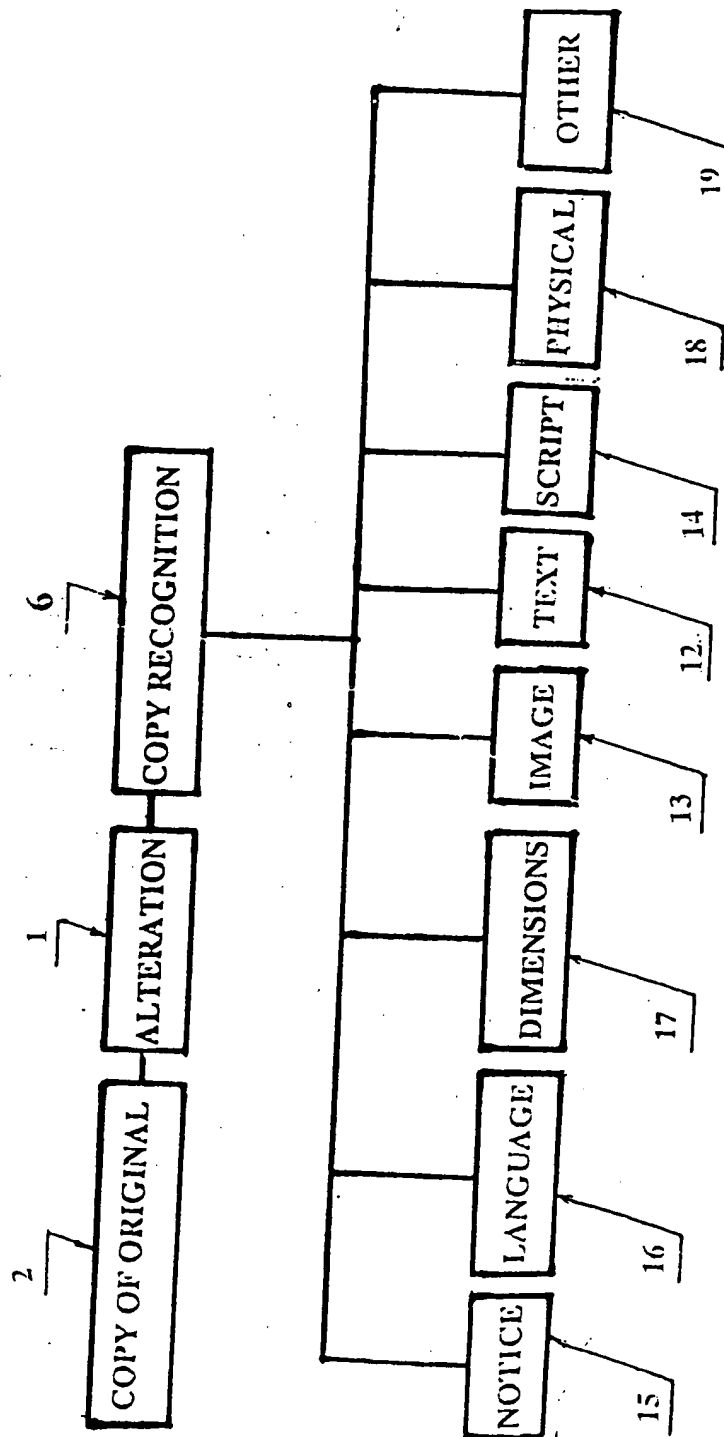 2 1 6
COPY OF ORIGINAL ALTERATION COPY RECOGNITION
NOTICE LANGUAGE DIMENSIONS IMAGE TEXT SCRIPT PHYSICAL OTHER
15 16 17 13 12 14 18 19